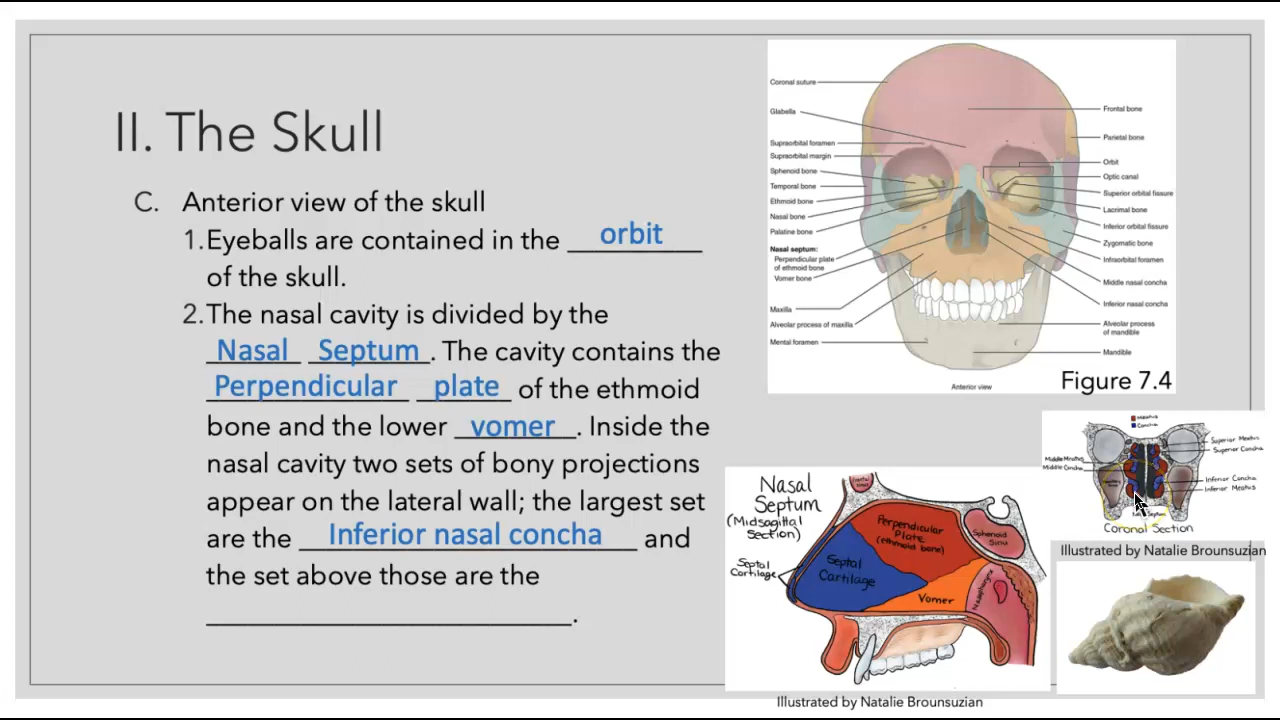 II. The Skull
C. Anterior view of the skull
1. Eyeballs are contained in the orbit
of the skull.
2. The nasal cavity is divided by the
Nasal Septum. The cavity contains the
Perpendicular plate of the ethmoid
bone and the lower vomer. Inside the
nasal cavity two sets of bony projections
appear on the lateral wall; the largest set
are the Inferior nasal concha and
the set above those are the
______________________________.
Coronal suture
Glabella
Supraorbital foramen
Supraorbital margin
Sphenoid bone
Temporal bone
Ethmoid bone
Nasal bone
Palatine bone
Nasal septum:
Perpendicular plate
of ethmoid bone
Vomer bone
Maxilla
Alveolar process of maxilla
Mental foramen
Frontal bone
Parietal bone
Orbit
Optic canal
Superior orbital fissure
Lacrimal bone
Inferior orbital fissure
Zygomatic bone
Infraorbital foramen
Middle nasal concha
Inferior nasal concha
Alveolar process
of mandible
Mandible
Anterior view
Figure 7.4
Nasal
Septum
(Midsagittal
Section)
Septal
Cartilage
Perpendicular
Plate
(ethmoid bone)
Septal
Cartilage
Vomer
Sphenoid
Sinu
Nasopharynx
Illustrated by Natalie Brounsuzian
Concha
Superior Meatus
Superior Concha
Middle Meatus
Middle Concha
Inferior Concha
Inferior Meatus
Septum
Coronal Section
Illustrated by Natalie Brounsuzian